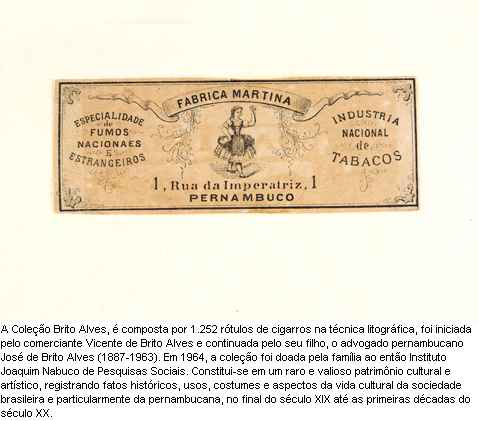 FABRICA MARTINA
ESPECIALIDADE
de
FUMOS
NACIONAES
E
ESTRANGEIROS
INDUSTRIA
NACIONAL
de
TABACOS
1, Rua da Imperatriz, 1
PERNAMBUCO
A Coleção Brito Alves, é composta por 1.252 rótulos de cigarros na técnica litográfica, foi iniciada
pelo comerciante Vicente de Brito Alves e continuada pelo seu filho, o advogado pernambucano
José de Brito Alves (1887-1963). Em 1964, a coleção foi doada pela família ao então Instituto
Joaquim Nabuco de Pesquisas Sociais. Constitui-se em um raro e valioso patrimônio cultural e
artístico, registrando fatos históricos, usos, costumes e aspectos da vida cultural da sociedade
brasileira e particularmente da pernambucana, no final do século XIX até as primeiras décadas do
século XX.